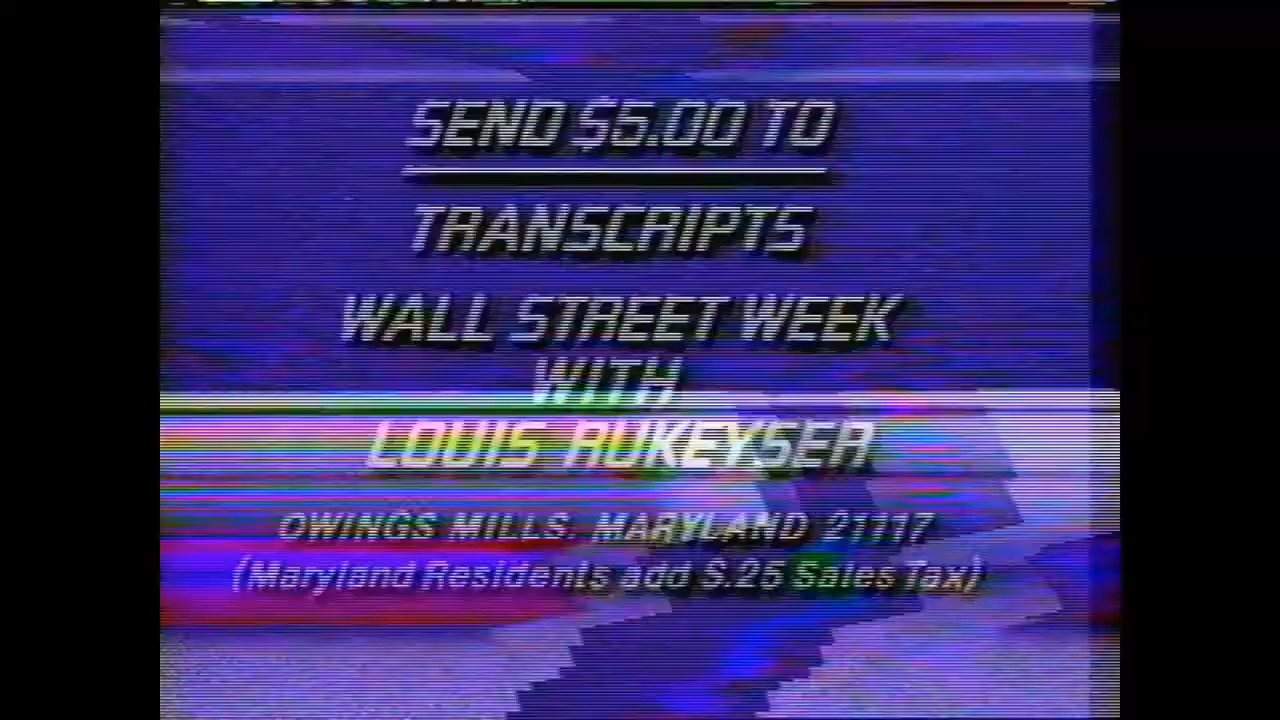 SEND $5.00 TO
TRANSCRIPTS
WALL STREET WEEK
WITH
LOUIS RUKEYSER
OWINGS MILLS, MARYLAND 21117
(Maryland Residents add $.25 Sales Tax)